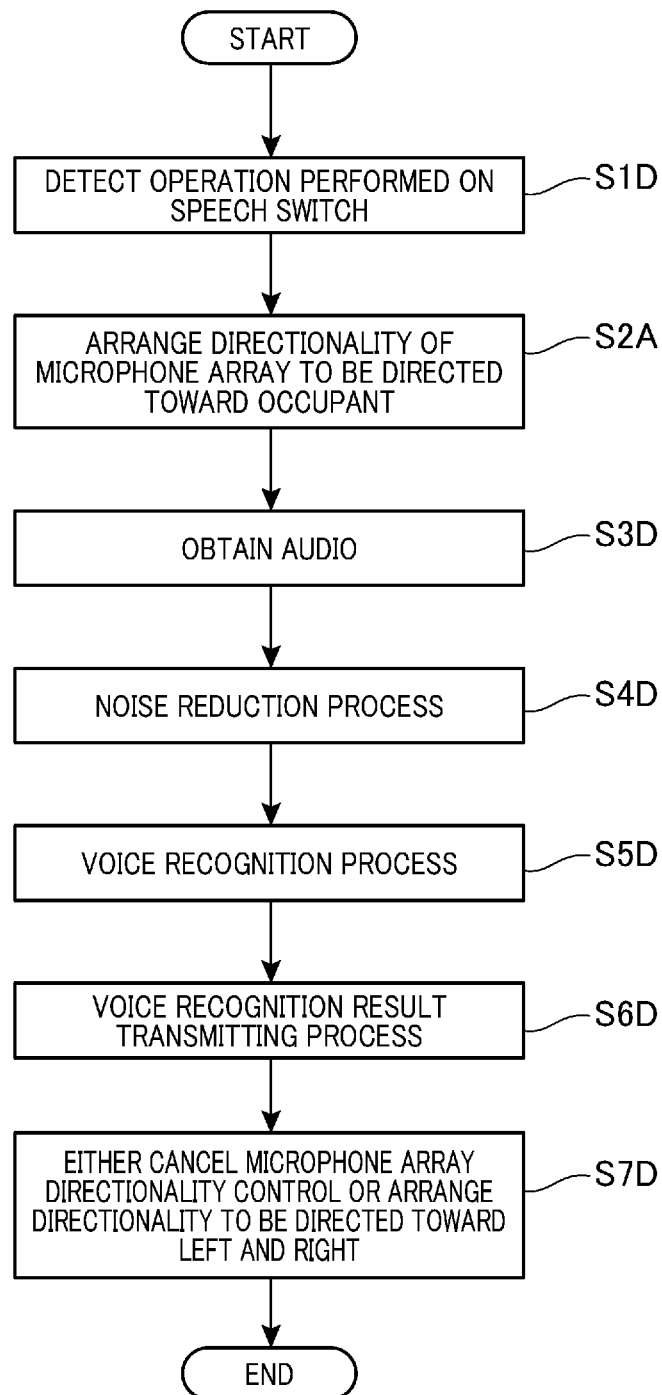 START
DETECT OPERATION PERFORMED ON
SPEECH SWITCH
S1D
ARRANGE DIRECTIONALITY OF
MICROPHONE ARRAY TO BE DIRECTED
TOWARD OCCUPANT
S2A
OBTAIN AUDIO
S3D
NOISE REDUCTION PROCESS
S4D
VOICE RECOGNITION PROCESS
S5D
VOICE RECOGNITION RESULT
TRANSMITTING PROCESS
S6D
EITHER CANCEL MICROPHONE ARRAY
DIRECTIONALITY CONTROL OR ARRANGE
DIRECTIONALITY TO BE DIRECTED TOWARD
LEFT AND RIGHT
S7D
END